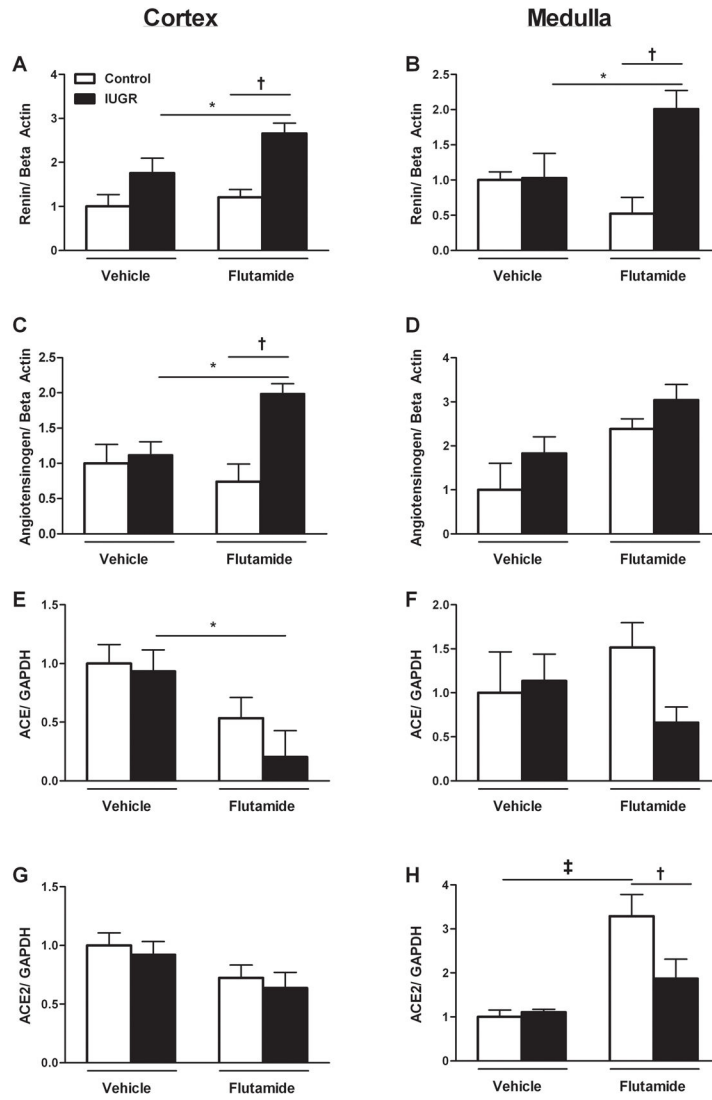 Cortex
Medulla
A
Renin/ Beta Actin
4
3
2
1
0
Control
IUGR
*
†
Vehicle
Flutamide
B
Renin/ Beta Actin
2.5
2.0
1.5
1.0
0.5
0.0
*
†
Vehicle
Flutamide
C
Angiotensinogen/ Beta Actin
2.5
2.0
1.5
1.0
0.5
0.0
*
†
Vehicle
Flutamide
D
Angiotensinogen/ Beta Actin
4
3
2
1
0
Vehicle
Flutamide
E
ACE/ GAPDH
1.5
1.0
0.5
0.0
*
Vehicle
Flutamide
F
ACE/ GAPDH
2.0
1.5
1.0
0.5
0.0
Vehicle
Flutamide
G
ACE2/ GAPDH
1.5
1.0
0.5
0.0
Vehicle
Flutamide
H
ACE2/ GAPDH
4
3
2
1
0
‡
†
Vehicle
Flutamide